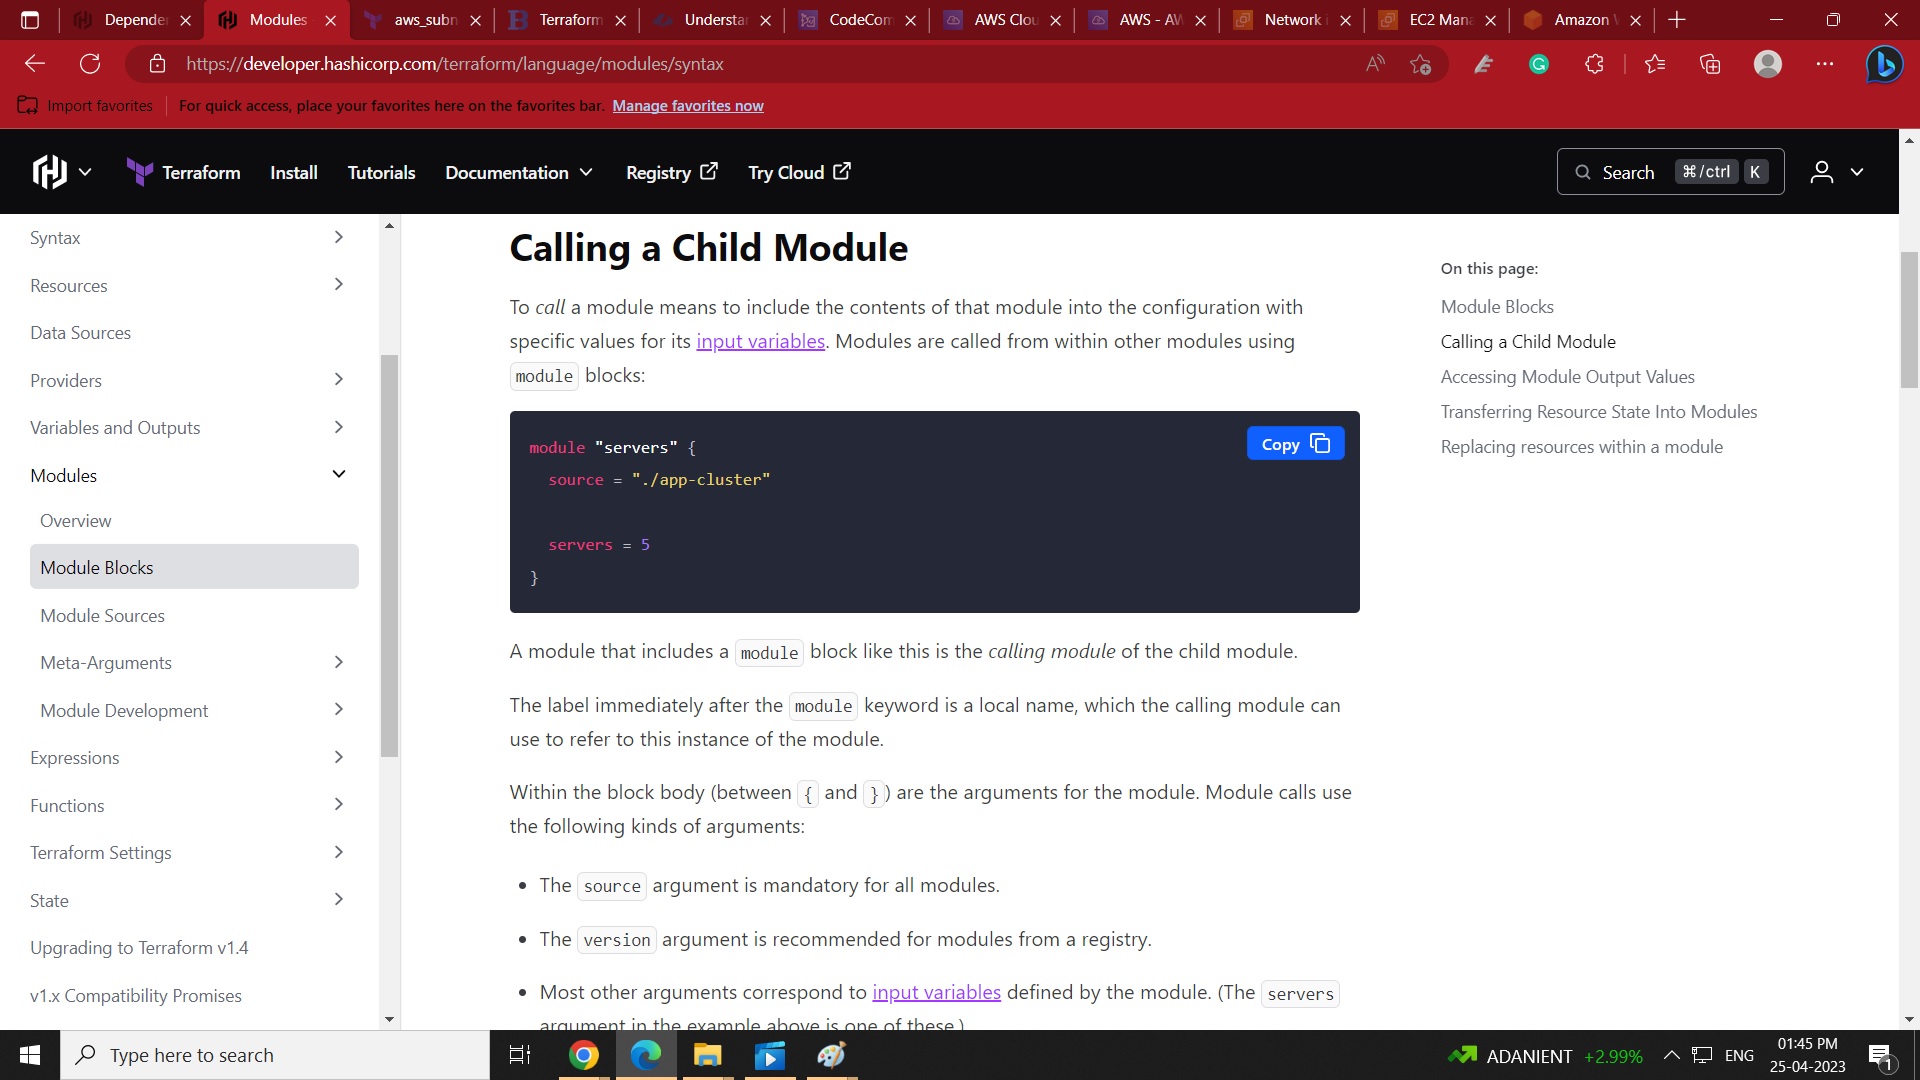 Depende
Modules
aws_subn
Terraform
Understa
CodeCom
AWS Clou
AWS - AW
Network i
EC2 Mana
Amazon
https://developer.hashicorp.com/terraform/language/modules/syntax
Import favorites
For quick access, place your favorites here on the favorites bar. Manage favorites now
Terraform
Install
Tutorials
Documentation
Registry
Try Cloud
Search
⌘/ctrl
K
Syntax
Resources
Data Sources
Providers
Variables and Outputs
Modules
Overview
Module Blocks
Module Sources
Meta-Arguments
Module Development
Expressions
Functions
Terraform Settings
State
Upgrading to Terraform v1.4
v1.x Compatibility Promises
Calling a Child Module
To call a module means to include the contents of that module into the configuration with
specific values for its input variables. Modules are called from within other modules using
module blocks:
Copy
module "servers" {
source = "./app-cluster"
servers = 5
}
A module that includes a module block like this is the calling module of the child module.
The label immediately after the module keyword is a local name, which the calling module can
use to refer to this instance of the module.
Within the block body (between { and }) are the arguments for the module. Module calls use
the following kinds of arguments:
• The source argument is mandatory for all modules.
• The version argument is recommended for modules from a registry.
• Most other arguments correspond to input variables defined by the module. (The servers
argument in the example above is one of these.)
On this page:
Module Blocks
Calling a Child Module
Accessing Module Output Values
Transferring Resource State Into Modules
Replacing resources within a module
Type here to search
ADANIENT +2.99%
ENG
01:45 PM
25-04-2023
1